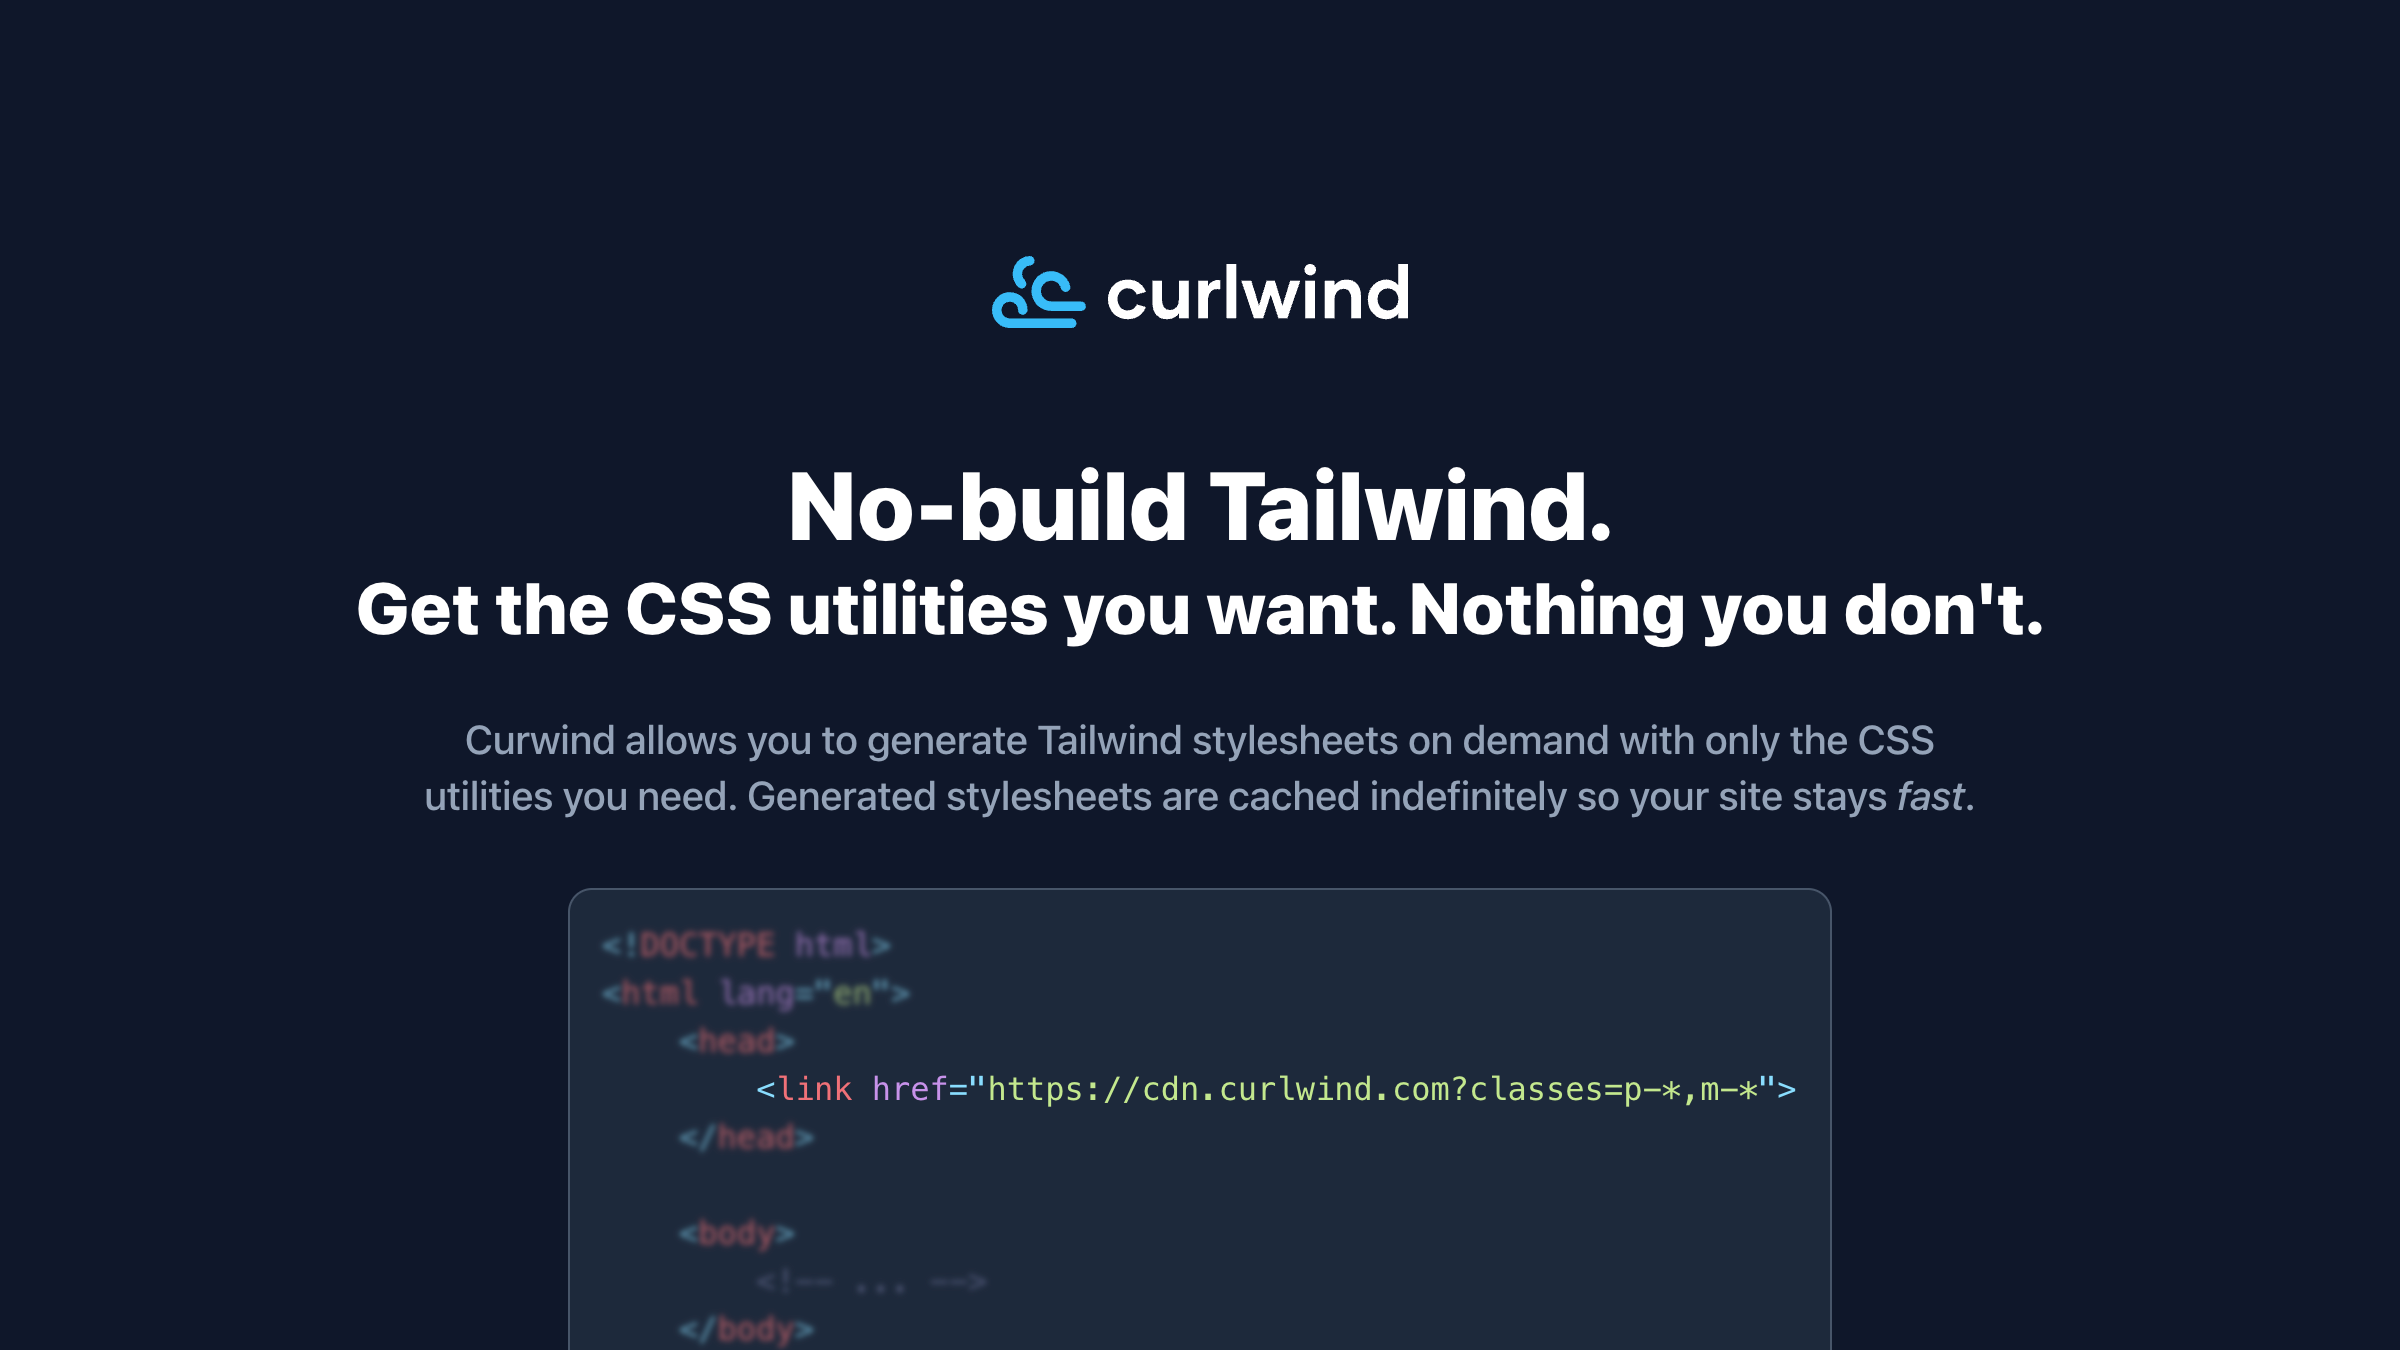 curlwind
No-build Tailwind.
Get the CSS utilities you want. Nothing you don't.
Curwind allows you to generate Tailwind stylesheets on demand with only the CSS
utilities you need. Generated stylesheets are cached indefinitely so your site stays fast.
<!DOCTYPE html>
<html lang="en">
<head>
<link href="https://cdn.curlwind.com?classes=p-*,m-*">
</head>
<body>
<!-- ... -->
</body>